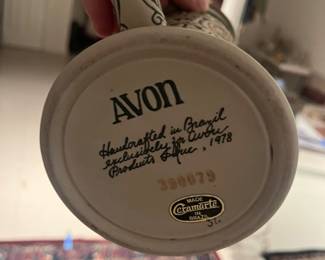 AVON
Handcrafted in Brazil
exclusively for Avon
Products Inc., 1978
390079
MADE
Ceramarte
IN
BRAZIL